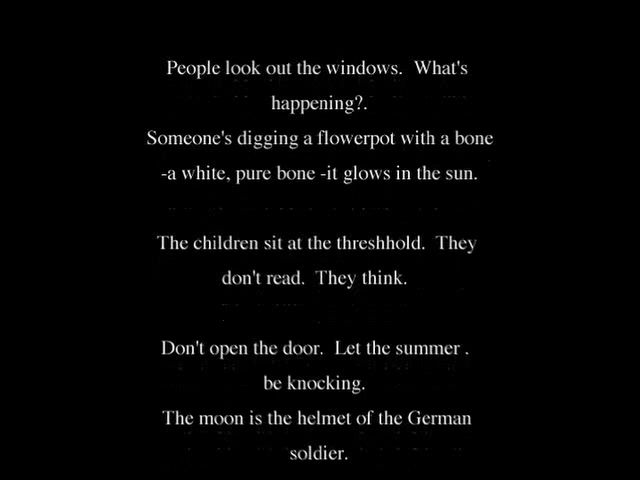 People look out the windows.  What's
happening?.
Someone's digging a flowerpot with a bone
-a white, pure bone -it glows in the sun.
The children sit at the threshhold.  They
don't read.  They think.
Don't open the door.  Let the summer .
be knocking.
The moon is the helmet of the German
soldier.